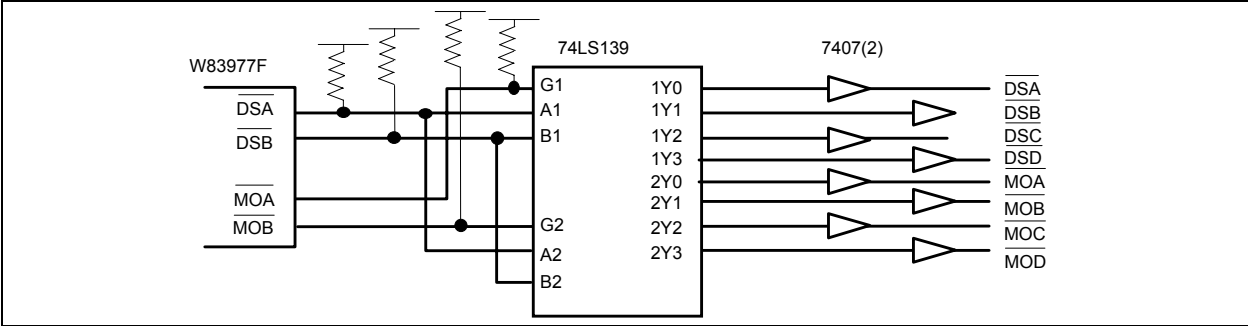 74LS139
7407(2)
W83977F
DSA
DSB
MOA
MOB
G1
A1
B1
G2
A2
B2
1Y0
1Y1
1Y2
1Y3
2Y0
2Y1
2Y2
2Y3
DSA
DSB
DSC
DSD
MOA
MOB
MOC
MOD